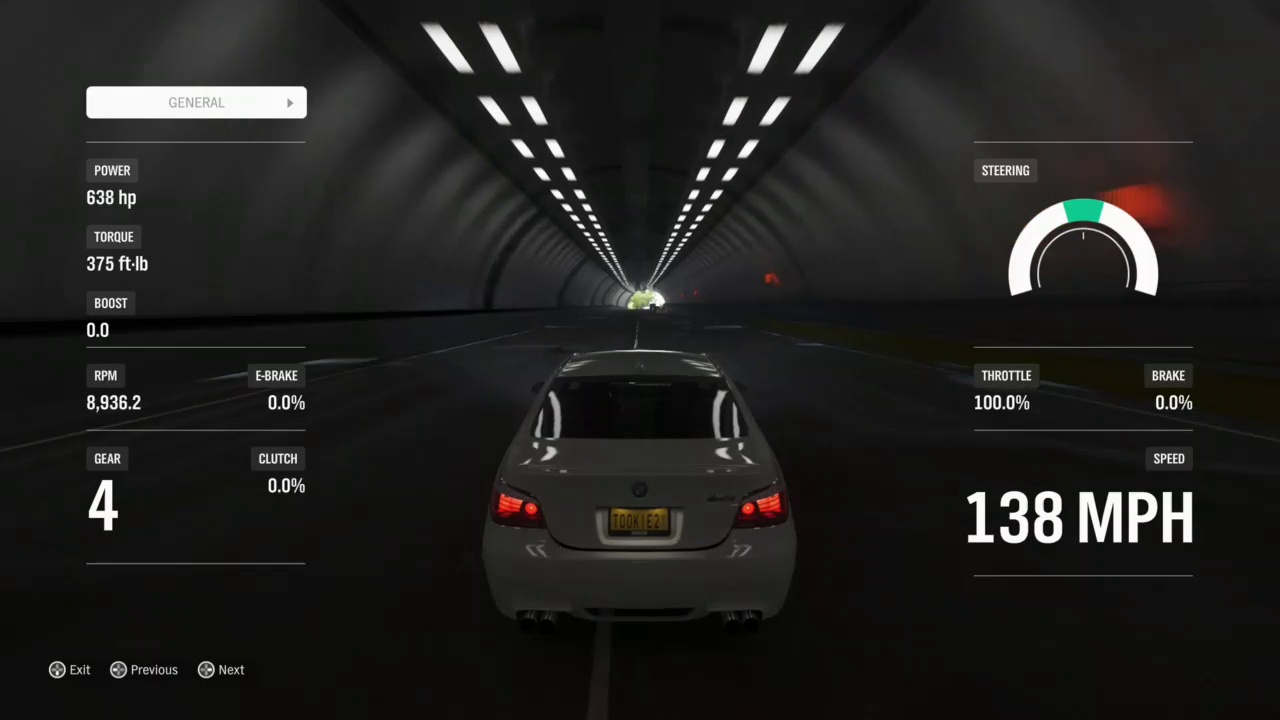 GENERAL
POWER
638 hp
TORQUE
375 ft·lb
BOOST
0.0
RPM
E-BRAKE
8,936.2
0.0%
GEAR
CLUTCH
4
0.0%
STEERING
THROTTLE
BRAKE
100.0%
0.0%
SPEED
138 MPH
TOOKIE2
Exit
Previous
Next